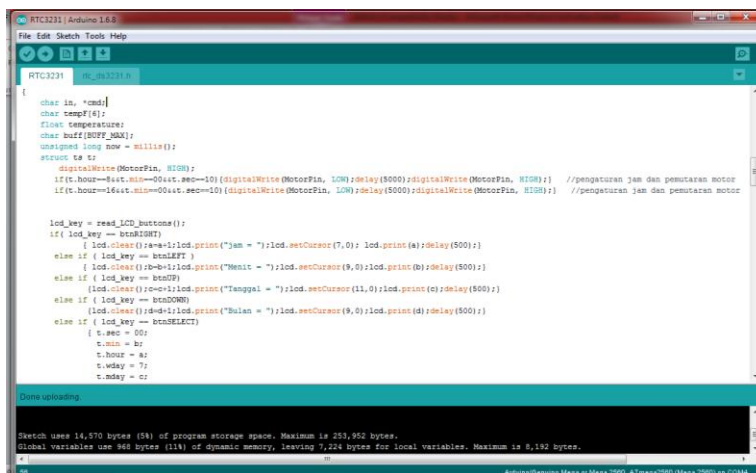 RTC3231 | Arduino 1.6.8
File Edit Sketch Tools Help
RTC3231 rtc_ds3231.h
{
char in, *cmd;
char tempF[6];
float temperature;
char buff[BUFF_MAX];
unsigned long now = millis();
struct ts t;
digitalWrite(MotorPin, HIGH);
if(t.hour==8&&t.min==00&&t.sec==10){digitalWrite(MotorPin, LOW);delay(5000);digitalWrite(MotorPin, HIGH);} //pengaturan jam dan pemutaran motor
if(t.hour==16&&t.min==00&&t.sec==10){digitalWrite(MotorPin, LOW);delay(5000);digitalWrite(MotorPin, HIGH);} //pengaturan jam dan pemutaran motor
lcd_key = read_LCD_buttons();
if( lcd_key == btnRIGHT)
{ lcd.clear();a=a+1;lcd.print("jam = ");lcd.setCursor(7,0); lcd.print(a);delay(500);}
else if ( lcd_key == btnLEFT )
{ lcd.clear();b=b+1;lcd.print("Menit = ");lcd.setCursor(9,0);lcd.print(b);delay(500);}
else if ( lcd_key == btnUP)
{lcd.clear();c=c+1;lcd.print("Tanggal = ");lcd.setCursor(11,0);lcd.print(c);delay(500);}
else if ( lcd_key == btnDOWN)
{lcd.clear();d=d+1;lcd.print("Bulan = ");lcd.setCursor(9,0);lcd.print(d);delay(500);}
else if ( lcd_key == btnSELECT)
{ t.sec = 00;
t.min = b;
t.hour = a;
t.wday = 7;
t.mday = c;
Done uploading.
Sketch uses 14,570 bytes (5%) of program storage space. Maximum is 253,952 bytes.
Global variables use 968 bytes (11%) of dynamic memory, leaving 7,224 bytes for local variables. Maximum is 8,192 bytes.